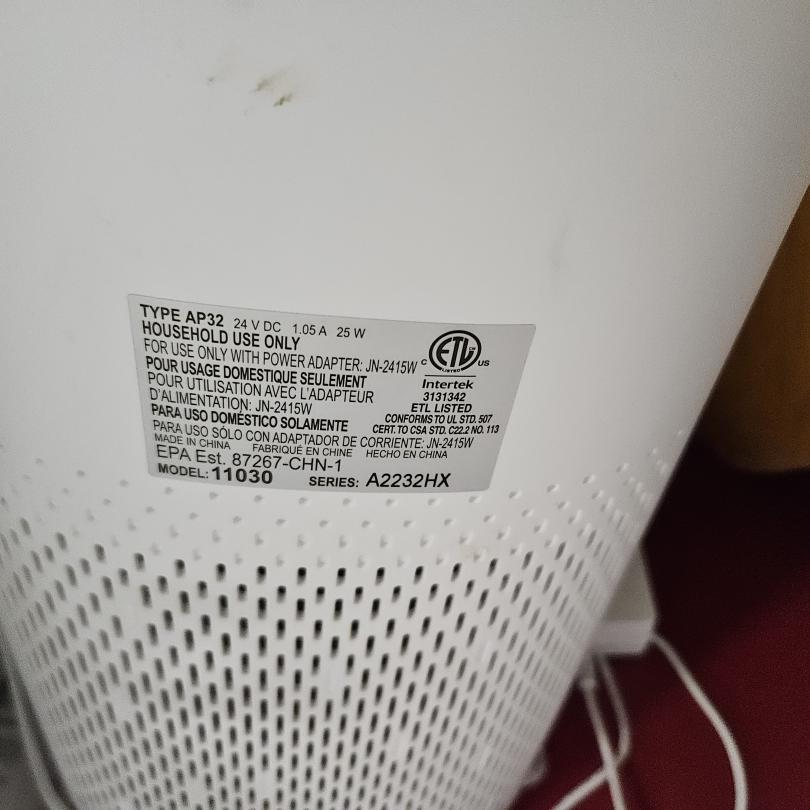 TYPE AP32 24 V DC 1.05 A 25 W
HOUSEHOLD USE ONLY
FOR USE ONLY WITH POWER ADAPTER: JN-2415W
POUR USAGE DOMESTIQUE SEULEMENT
POUR UTILISATION AVEC L'ADAPTEUR
D'ALIMENTATION: JN-2415W
PARA USO DOMÉSTICO SOLAMENTE
PARA USO SÓLO CON ADAPTADOR DE CORRIENTE: JN-2415W
MADE IN CHINA FABRIQUÉ EN CHINE HECHO EN CHINA
EPA Est. 87267-CHN-1
MODEL: 11030 SERIES: A2232HX
C ETL US
LISTED
Intertek
3131342
ETL LISTED
CONFORMS TO UL STD. 507
CERT. TO CSA STD. C22.2 NO. 113